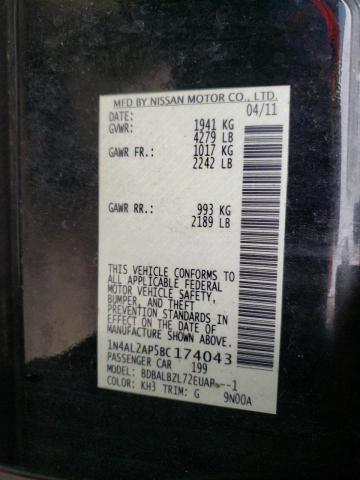 MFD BY NISSAN MOTOR CO., LTD.
DATE: 04/11
GVWR: 1941 KG
4279 LB
GAWR FR.: 1017 KG
2242 LB
GAWR RR.: 993 KG
2189 LB
THIS VEHICLE CONFORMS TO
ALL APPLICABLE FEDERAL
MOTOR VEHICLE SAFETY,
BUMPER, AND THEFT
PREVENTION STANDARDS IN
EFFECT ON THE DATE OF
MANUFACTURE SHOWN ABOVE.
1N4AL2AP5BC174043
PASSENGER CAR 199
MODEL: BDBALBZL72EUAP---1
COLOR: KH3 TRIM: G 9N00A